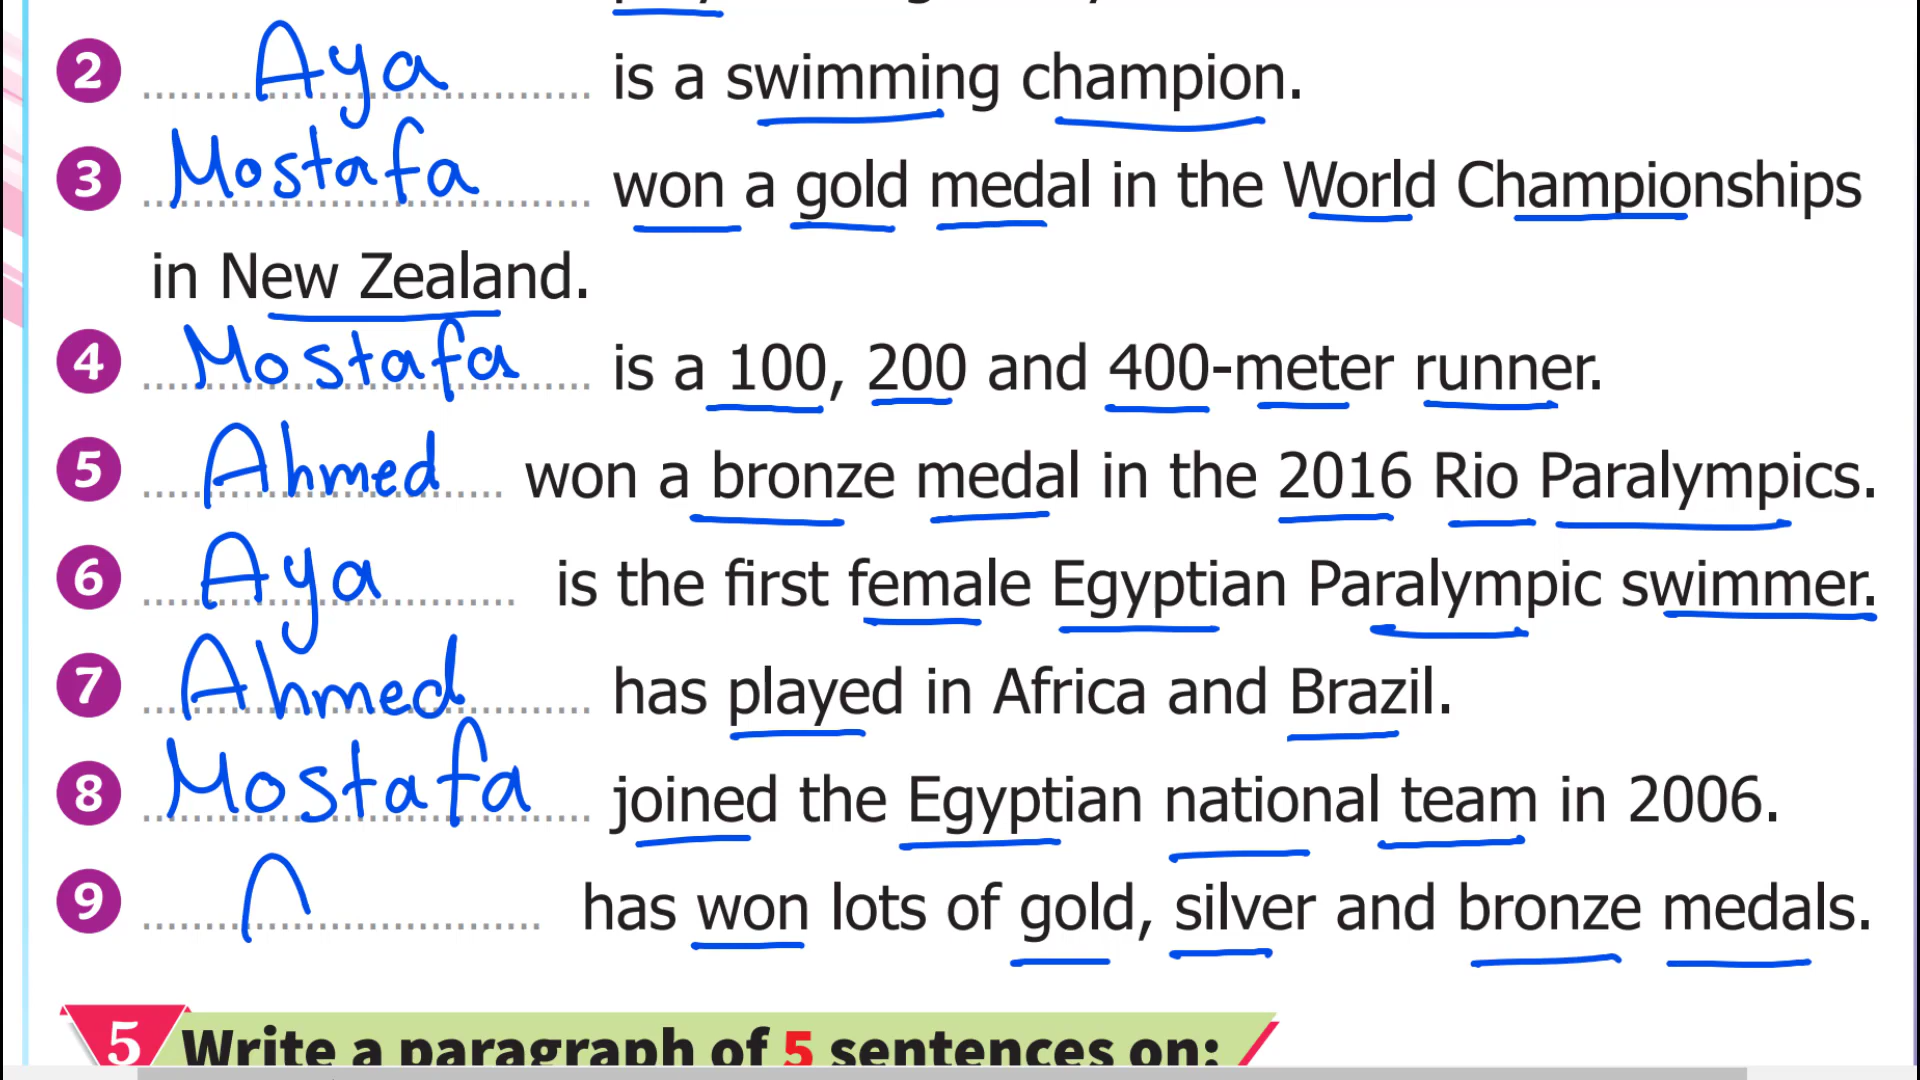 2 Aya is a swimming champion.
3 Mostafa won a gold medal in the World Championships
in New Zealand.
4 Mostafa is a 100, 200 and 400-meter runner.
5 Ahmed won a bronze medal in the 2016 Rio Paralympics.
6 Aya is the first female Egyptian Paralympic swimmer.
7 Ahmed has played in Africa and Brazil.
8 Mostafa joined the Egyptian national team in 2006.
9 has won lots of gold, silver and bronze medals.
5 Write a paragraph of 5 sentences on: